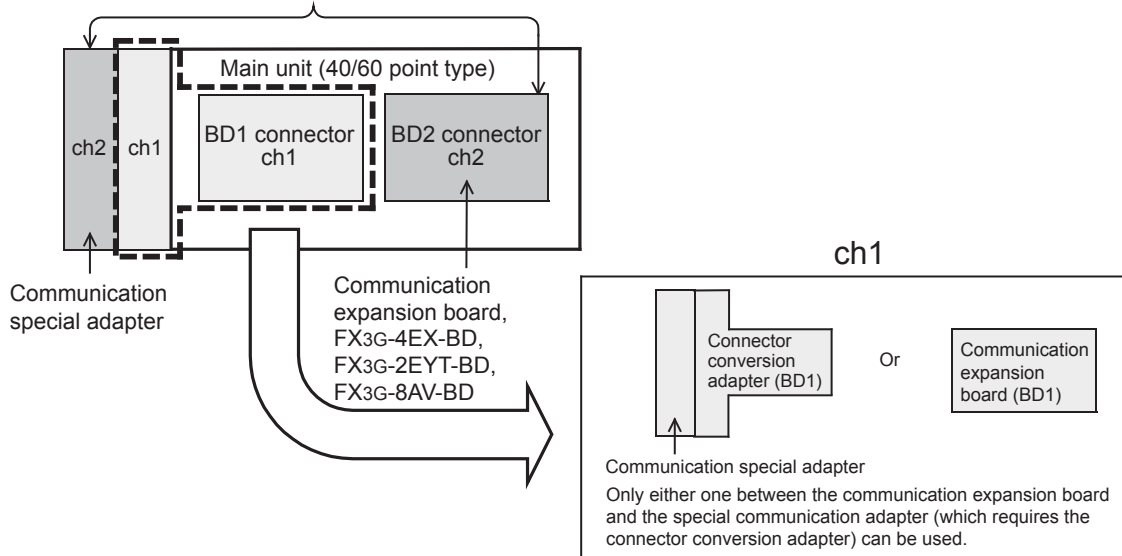 Main unit (40/60 point type)
ch2
ch1
BD1 connector
ch1
BD2 connector
ch2
Communication
special adapter
Communication
expansion board,
FX3G-4EX-BD,
FX3G-2EYT-BD,
FX3G-8AV-BD
ch1
Connector
conversion
adapter (BD1)
Or
Communication
expansion
board (BD1)
Communication special adapter
Only either one between the communication expansion board
and the special communication adapter (which requires the
connector conversion adapter) can be used.